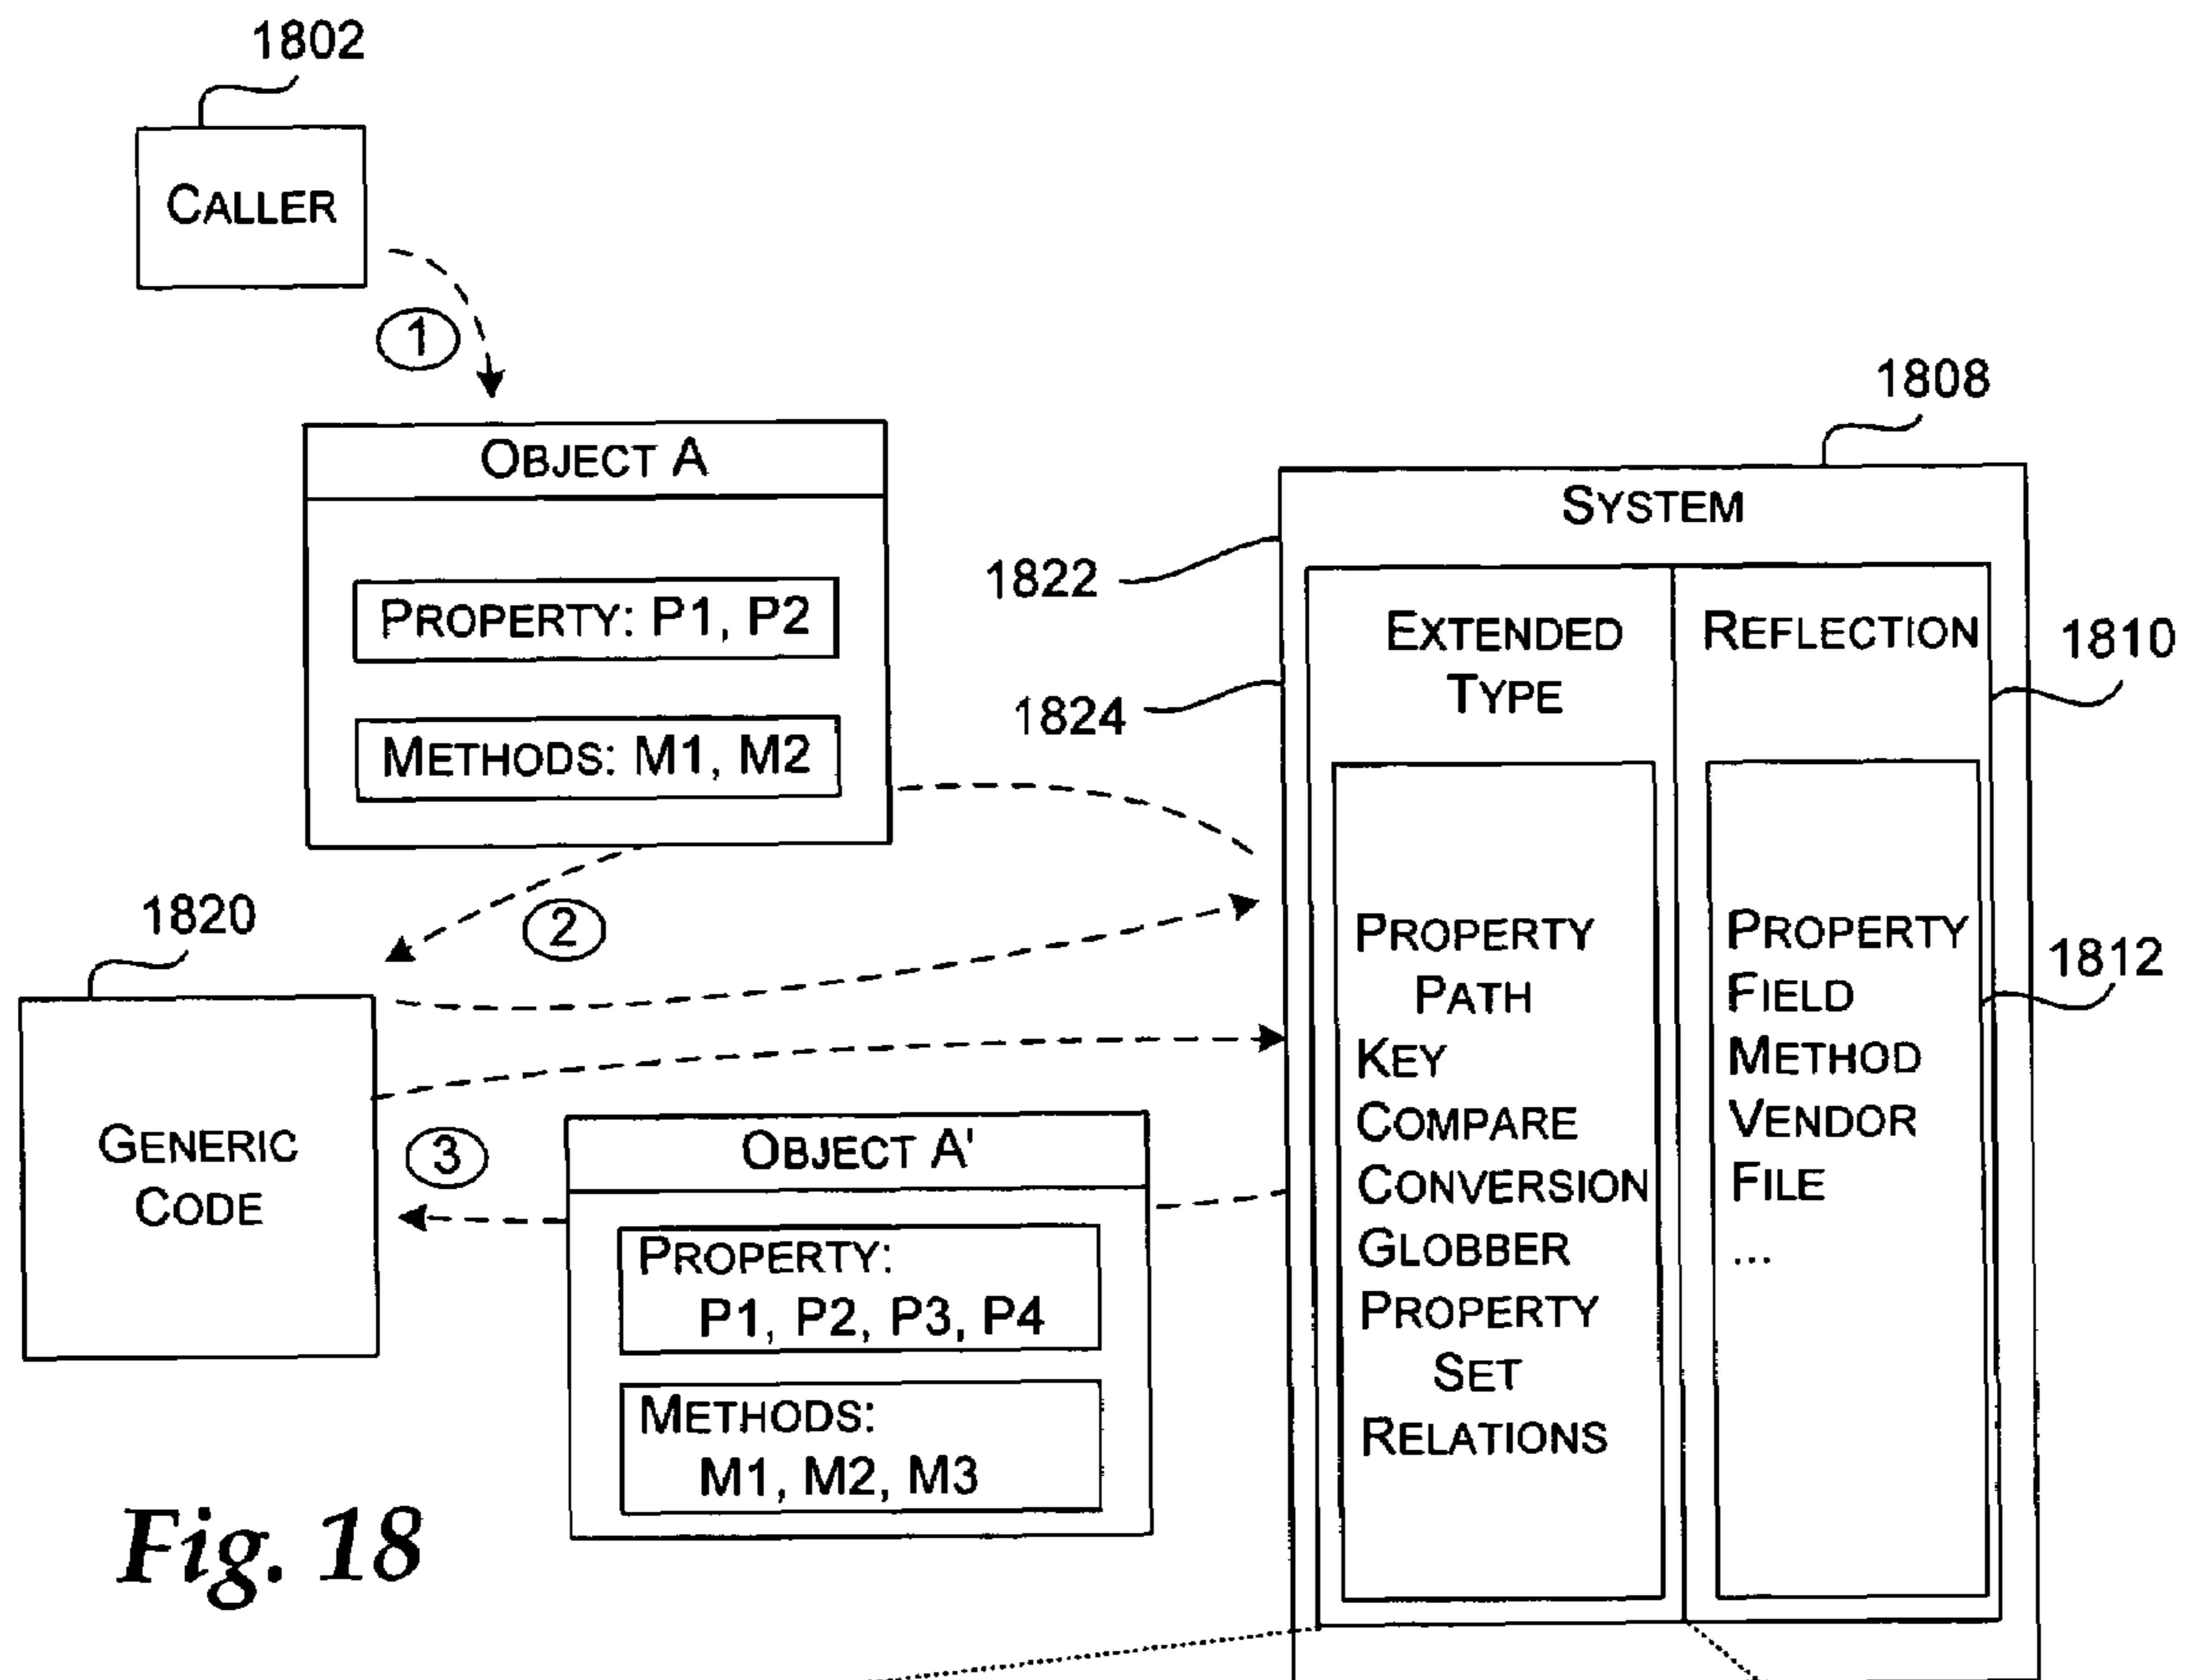 1802
CALLER
1
OBJECT A
PROPERTY: P1, P2
METHODS: M1, M2
2
1820
GENERIC
CODE
3
OBJECT A'
PROPERTY:
P1, P2, P3, P4
METHODS:
M1, M2, M3
1808
SYSTEM
1822
1824
EXTENDED
TYPE
PROPERTY
PATH
KEY
COMPARE
CONVERSION
GLOBBER
PROPERTY
SET
RELATIONS
REFLECTION
1810
PROPERTY
FIELD
METHOD
VENDOR
FILE
...
1812
Fig. 18